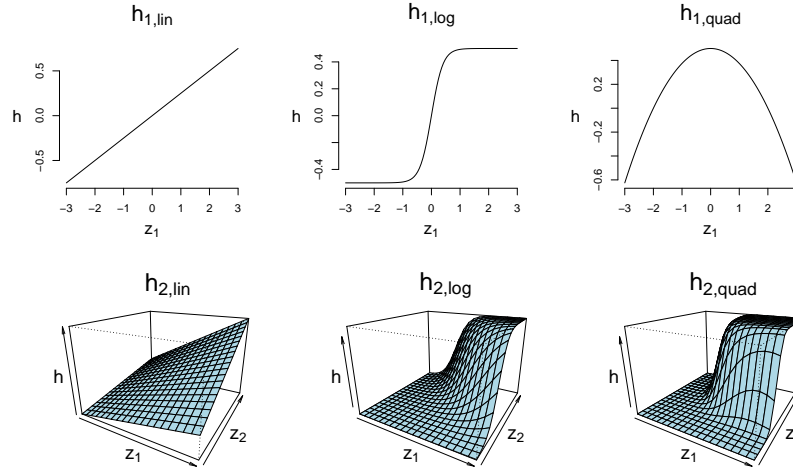 h1,lin
h1,log
h1,quad
h
−0.5 0.0 0.5
−3 −2 −1 0 1 2 3
z1
h
−0.4 0.2 0.4
−3 −2 −1 0 1 2 3
z1
h
−0.6 −0.2 0.2
−3 −2 −1 0 1 2
z1
h2,lin
h2,log
h2,quad
h
z1
z2
h
z1
z2
h
z1